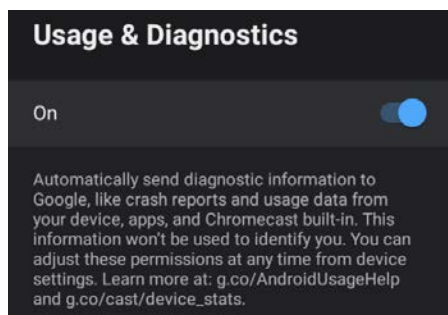 Usage & Diagnostics
On
Automatically send diagnostic information to
Google, like crash reports and usage data from
your device, apps, and Chromecast built-in. This
information won't be used to identify you. You can
adjust these permissions at any time from device
settings. Learn more at: g.co/AndroidUsageHelp
and g.co/cast/device_stats.